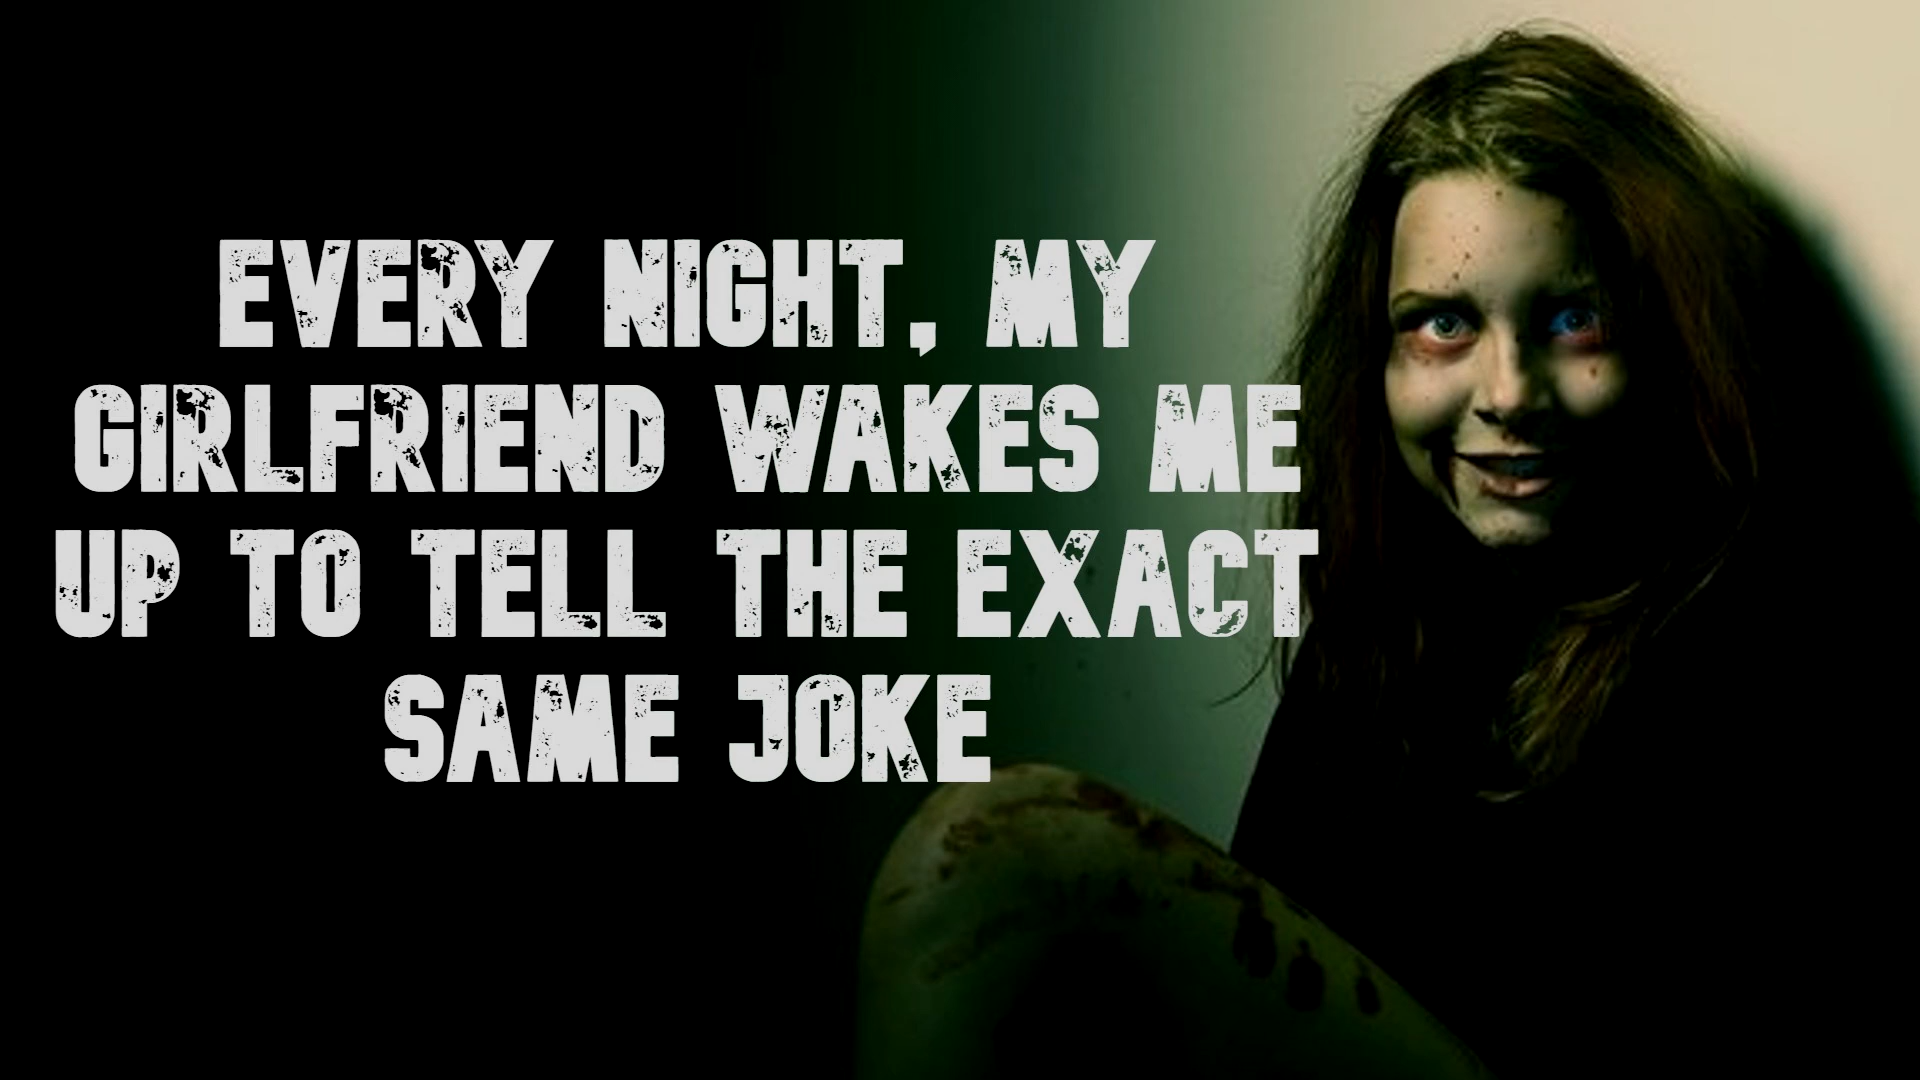 EVERY NIGHT, MY
GIRLFRIEND WAKES ME
UP TO TELL THE EXACT
SAME JOKE